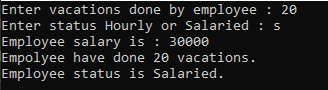 Enter vacations done by employee : 20
Enter status Hourly or Salaried : s
Employee salary is : 30000
Empolyee have done 20 vacations.
Employee status is Salaried.